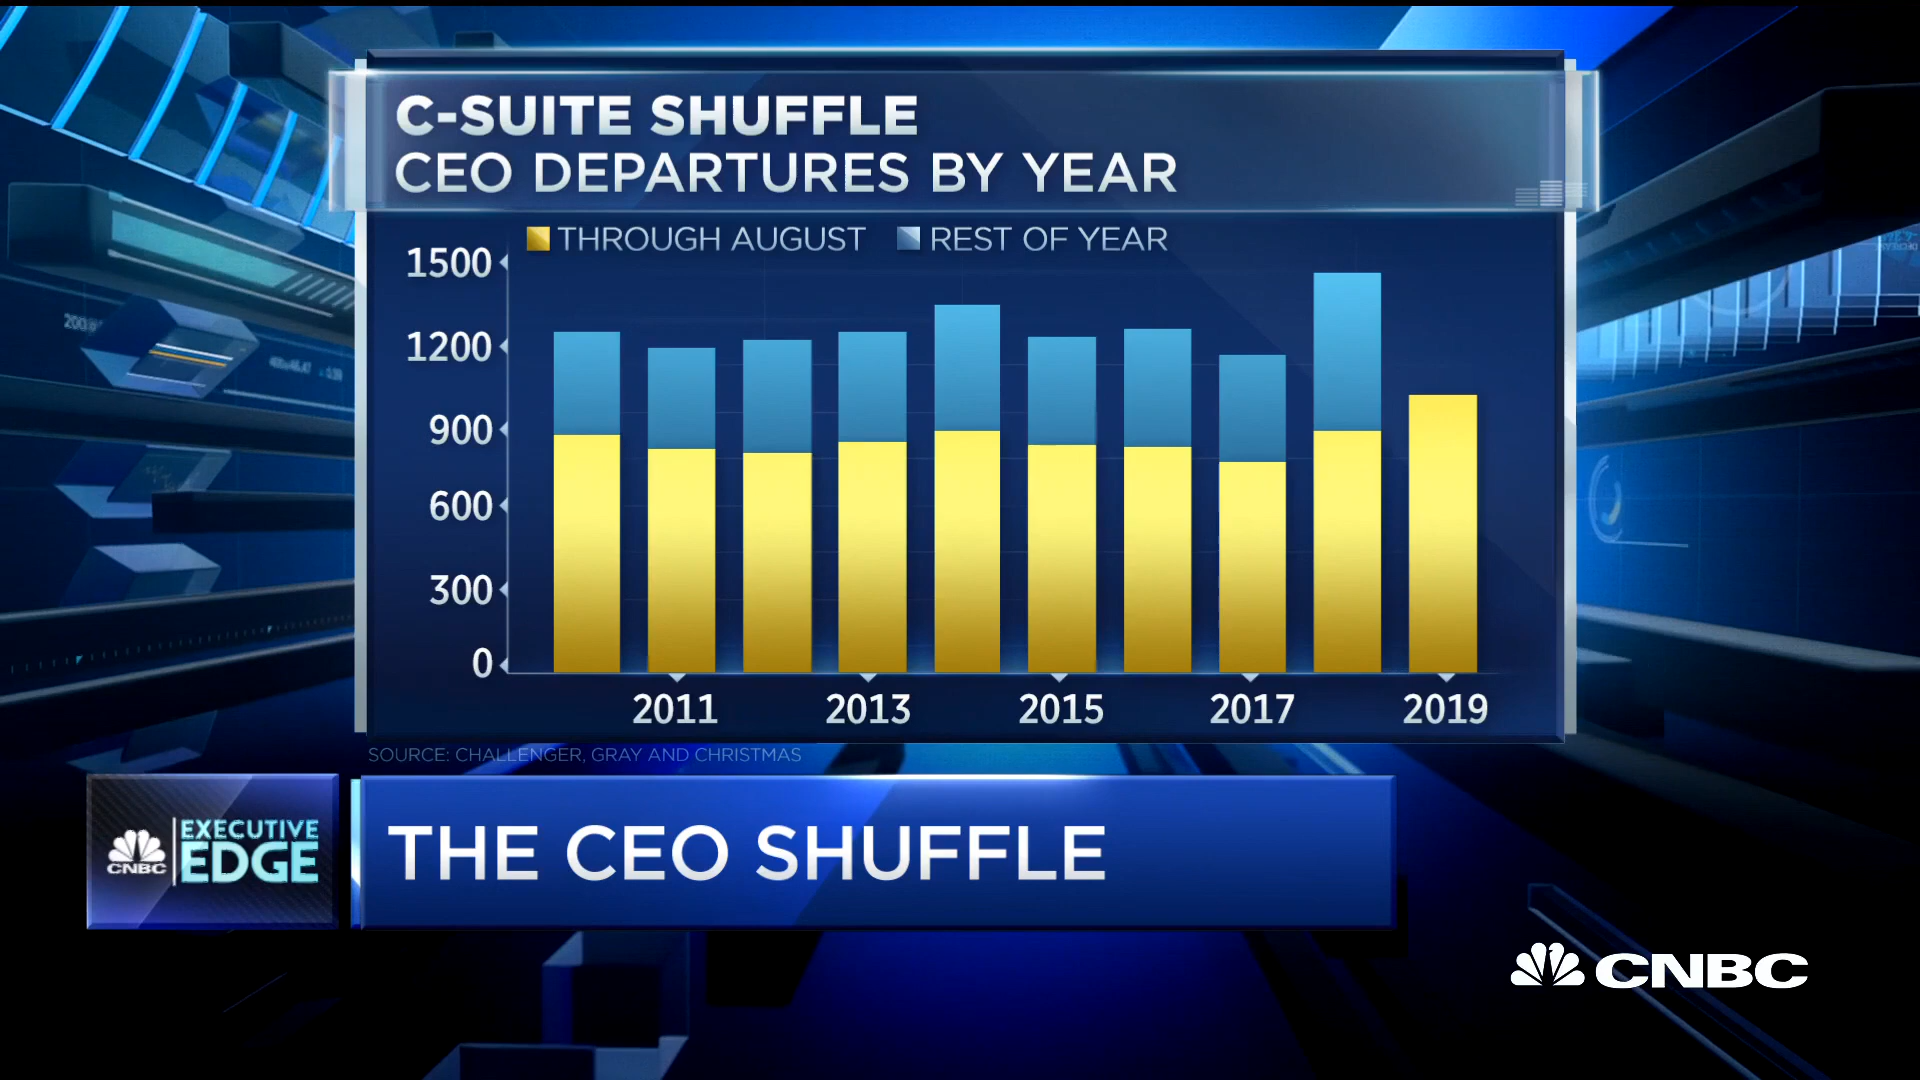 C-SUITE SHUFFLE
CEO DEPARTURES BY YEAR
THROUGH AUGUST REST OF YEAR
1500
1200
900
600
300
0
2011 2013 2015 2017 2019
SOURCE: CHALLENGER, GRAY AND CHRISTMAS
CNBC EXECUTIVE EDGE
THE CEO SHUFFLE
CNBC